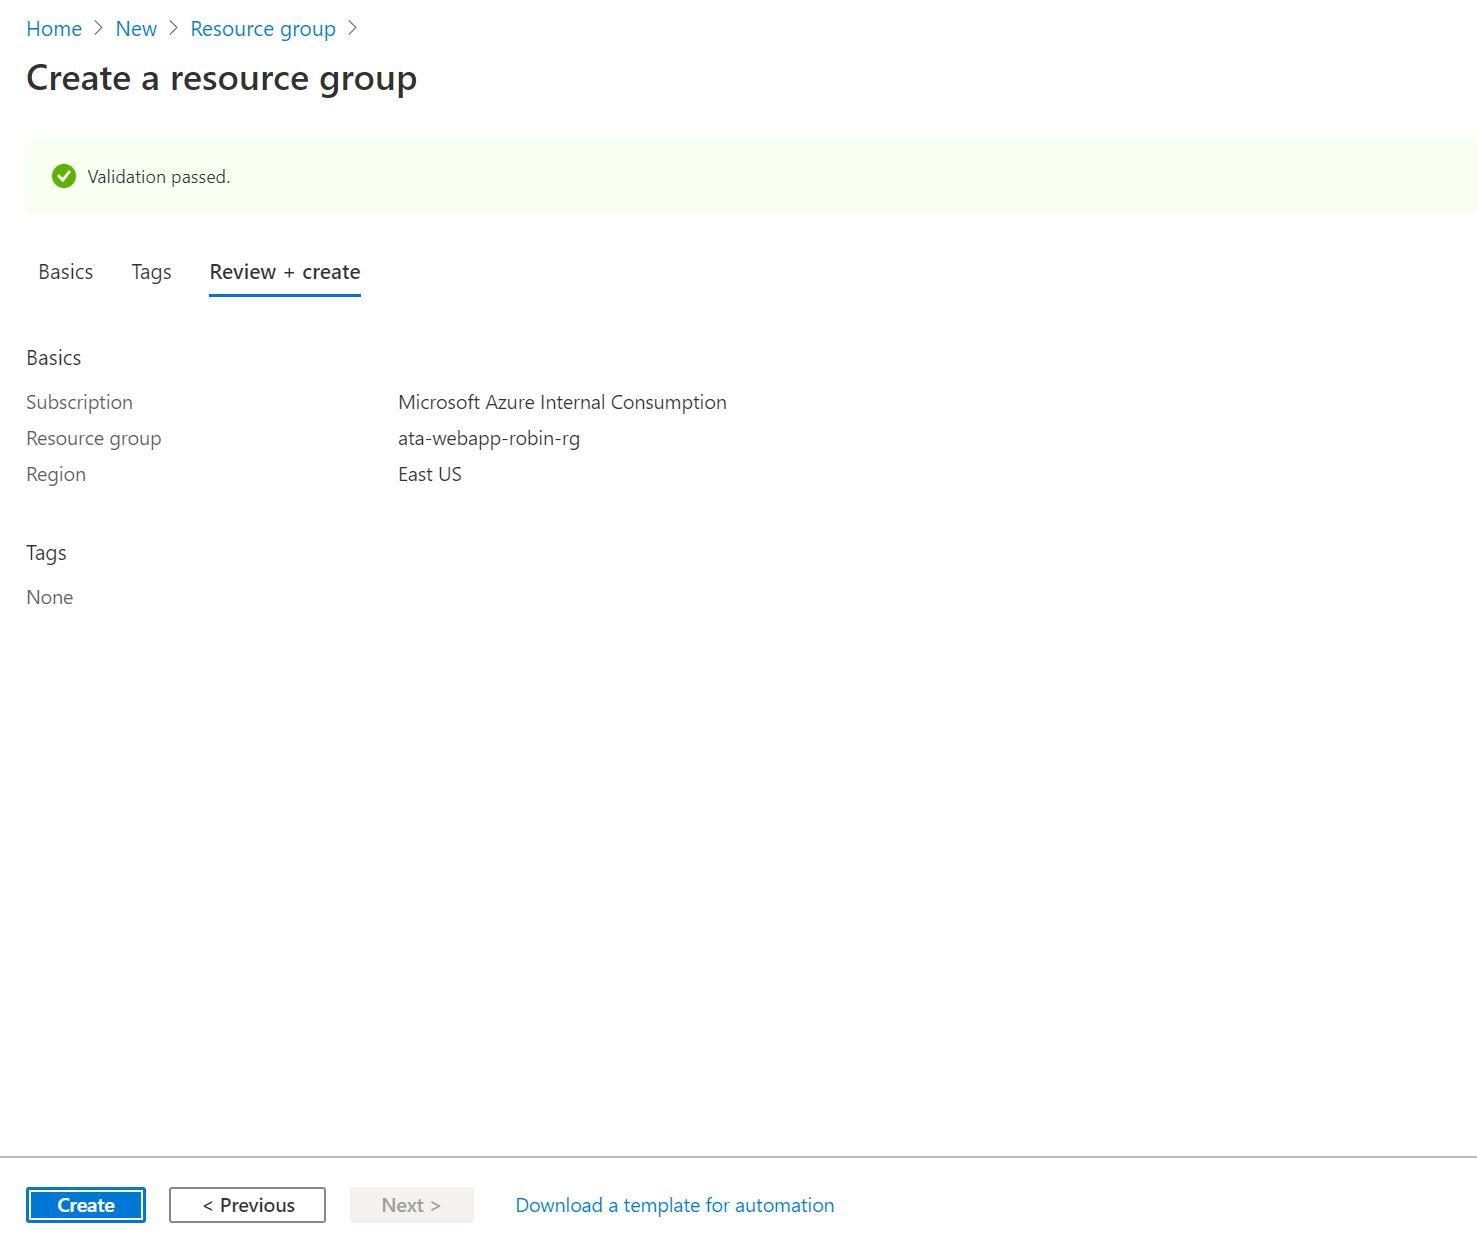 Home > New > Resource group >
Create a resource group
Validation passed.
Basics Tags Review + create
Basics
Subscription Microsoft Azure Internal Consumption
Resource group ata-webapp-robin-rg
Region East US
Tags
None
Create < Previous Next > Download a template for automation